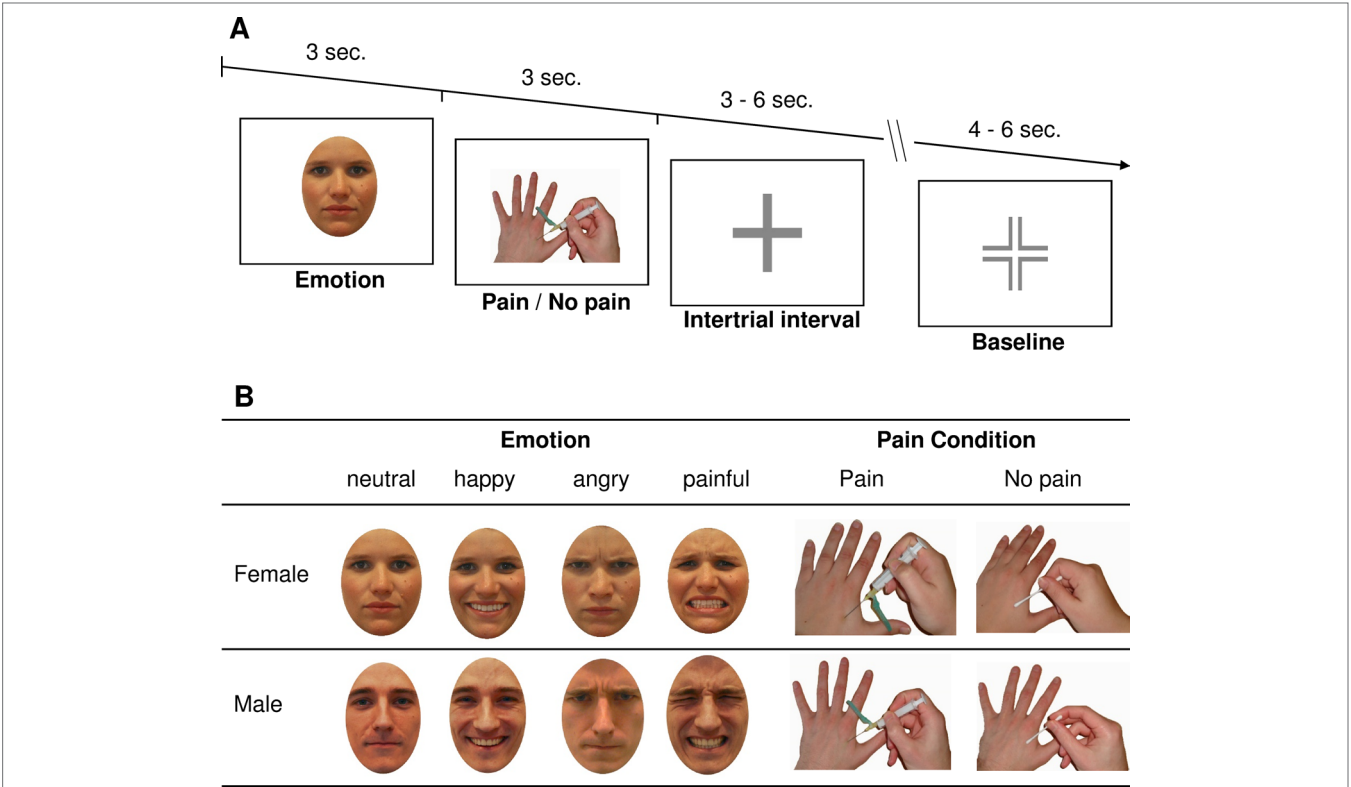 A
3 sec.
3 sec.
3 - 6 sec.
4 - 6 sec.
Emotion
Pain / No pain
Intertrial interval
Baseline
B
Emotion Pain Condition
neutral happy angry painful Pain No pain
Female
Male